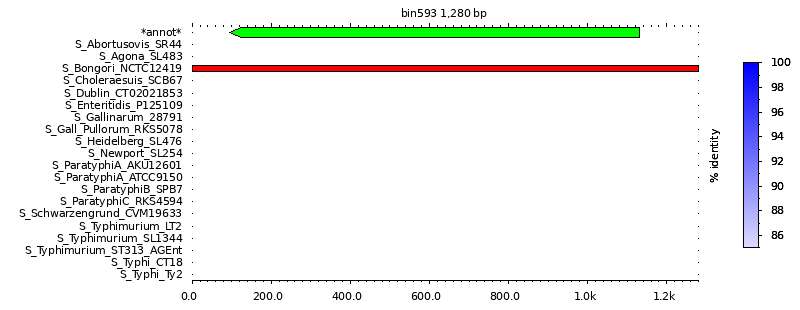 bin593 1,280 bp
*annot*
S_Abortusovis_SR44
S_Agona_SL483
S_Bongori_NCTC12419
S_Choleraesuis_SCB67
S_Dublin_CT02021853
S_Enteritidis_P125109
S_Gallinarum_28791
S_Gall_Pullorum_RKS5078
S_Heidelberg_SL476
S_Newport_SL254
S_ParatyphiA_AKU12601
S_ParatyphiA_ATCC9150
S_ParatyphiB_SPB7
S_ParatyphiC_RKS4594
S_Schwarzengrund_CVM19633
S_Typhimurium_LT2
S_Typhimurium_SL1344
S_Typhimurium_ST313_AGEnt
S_Typhi_CT18
S_Typhi_Ty2
0.0 200.0 400.0 600.0 800.0 1.0k 1.2k
% identity
100
98
96
94
92
90
88
86